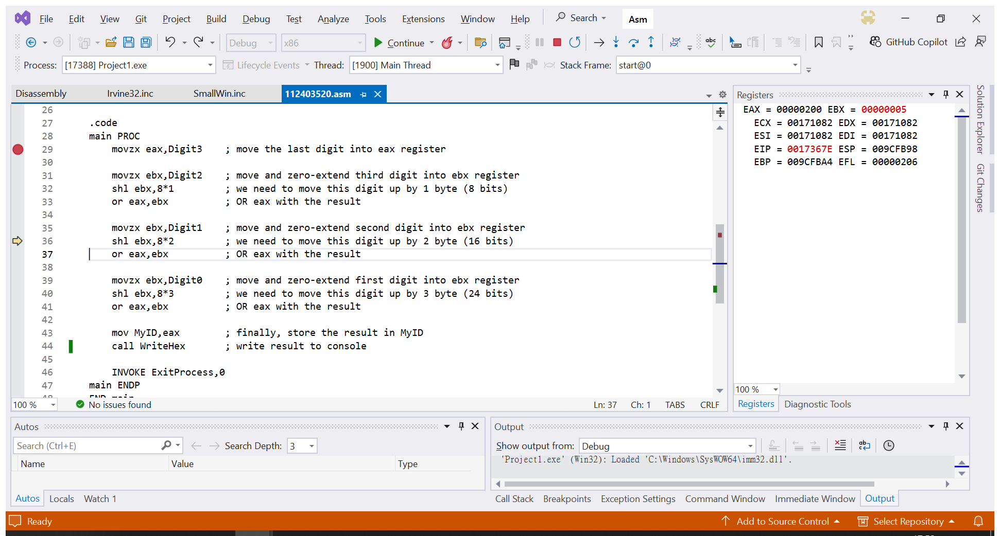 File Edit View Git Project Build Debug Test Analyze Tools Extensions Window Help Search Asm
Debug x86 Continue abc GitHub Copilot
Process: [17388] Project1.exe Lifecycle Events Thread: [1900] Main Thread Stack Frame: start@0
Disassembly Irvine32.inc SmallWin.inc 112403520.asm
26
27 .code
28 main PROC
29 movzx eax,Digit3 ; move the last digit into eax register
30
31 movzx ebx,Digit2 ; move and zero-extend third digit into ebx register
32 shl ebx,8*1 ; we need to move this digit up by 1 byte (8 bits)
33 or eax,ebx ; OR eax with the result
34
35 movzx ebx,Digit1 ; move and zero-extend second digit into ebx register
36 shl ebx,8*2 ; we need to move this digit up by 2 byte (16 bits)
37 or eax,ebx ; OR eax with the result
38
39 movzx ebx,Digit0 ; move and zero-extend first digit into ebx register
40 shl ebx,8*3 ; we need to move this digit up by 3 byte (24 bits)
41 or eax,ebx ; OR eax with the result
42
43 mov MyID,eax ; finally, store the result in MyID
44 call WriteHex ; write result to console
45
46 INVOKE ExitProcess,0
47 main ENDP
48 END main
100 % No issues found Ln: 37 Ch: 1 TABS CRLF
Registers
EAX = 00000200 EBX = 00000005
ECX = 00171082 EDX = 00171082
ESI = 00171082 EDI = 00171082
EIP = 0017367E ESP = 009CFB98
EBP = 009CFBA4 EFL = 00000206
100 %
Registers Diagnostic Tools
Solution Explorer
Git Changes
Autos
Search (Ctrl+E) Search Depth: 3
Name Value Type
Autos Locals Watch 1
Output
Show output from: Debug
'Project1.exe' (Win32): Loaded 'C:\Windows\SysWOW64\imm32.dll'.
Call Stack Breakpoints Exception Settings Command Window Immediate Window Output
Ready Add to Source Control Select Repository